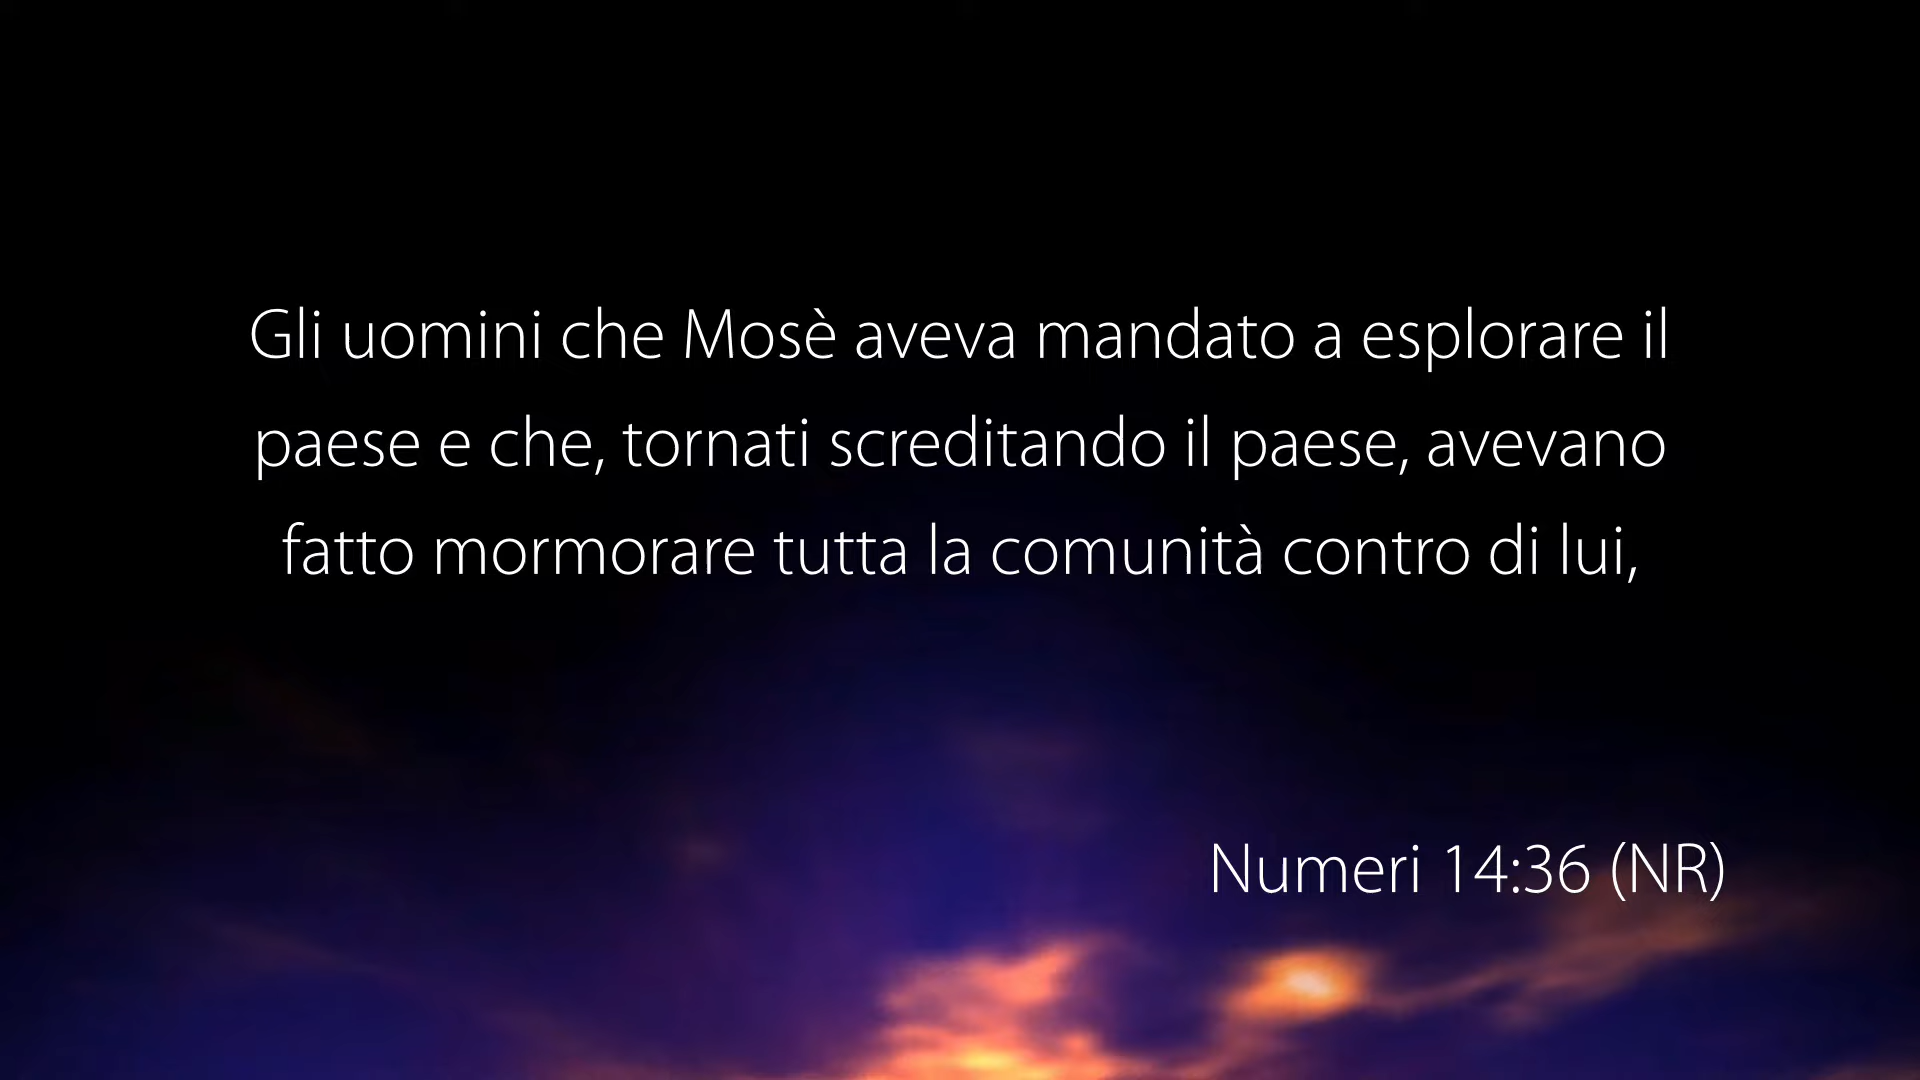 Gli uomini che Mosè aveva mandato a esplorare il
paese e che, tornati screditando il paese, avevano
fatto mormorare tutta la comunità contro di lui,
Numeri 14:36 (NR)